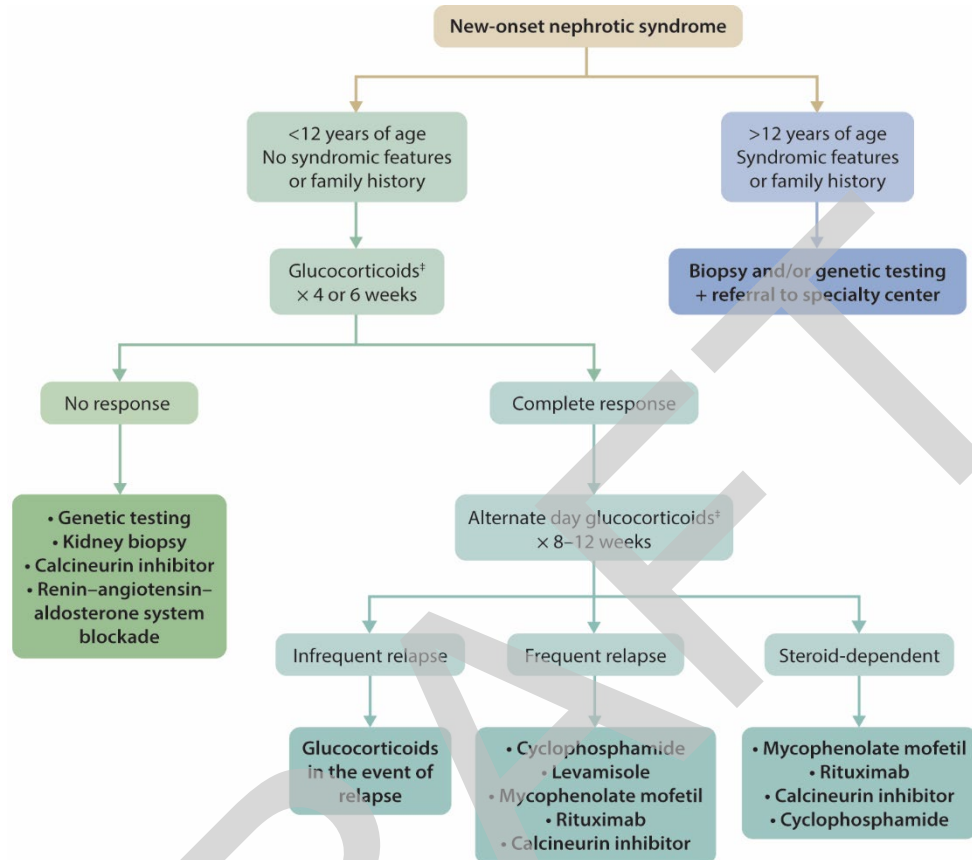 New-onset nephrotic syndrome
<12 years of age
No syndromic features
or family history
>12 years of age
Syndromic features
or family history
Glucocorticoids‡
× 4 or 6 weeks
Biopsy and/or genetic testing
+ referral to specialty center
No response
Complete response
• Genetic testing
• Kidney biopsy
• Calcineurin inhibitor
• Renin–angiotensin–
aldosterone system
blockade
Alternate day glucocorticoids‡
× 8–12 weeks
Infrequent relapse
Frequent relapse
Steroid-dependent
Glucocorticoids
in the event of
relapse
• Cyclophosphamide
• Levamisole
• Mycophenolate mofetil
• Rituximab
• Calcineurin inhibitor
• Mycophenolate mofetil
• Rituximab
• Calcineurin inhibitor
• Cyclophosphamide